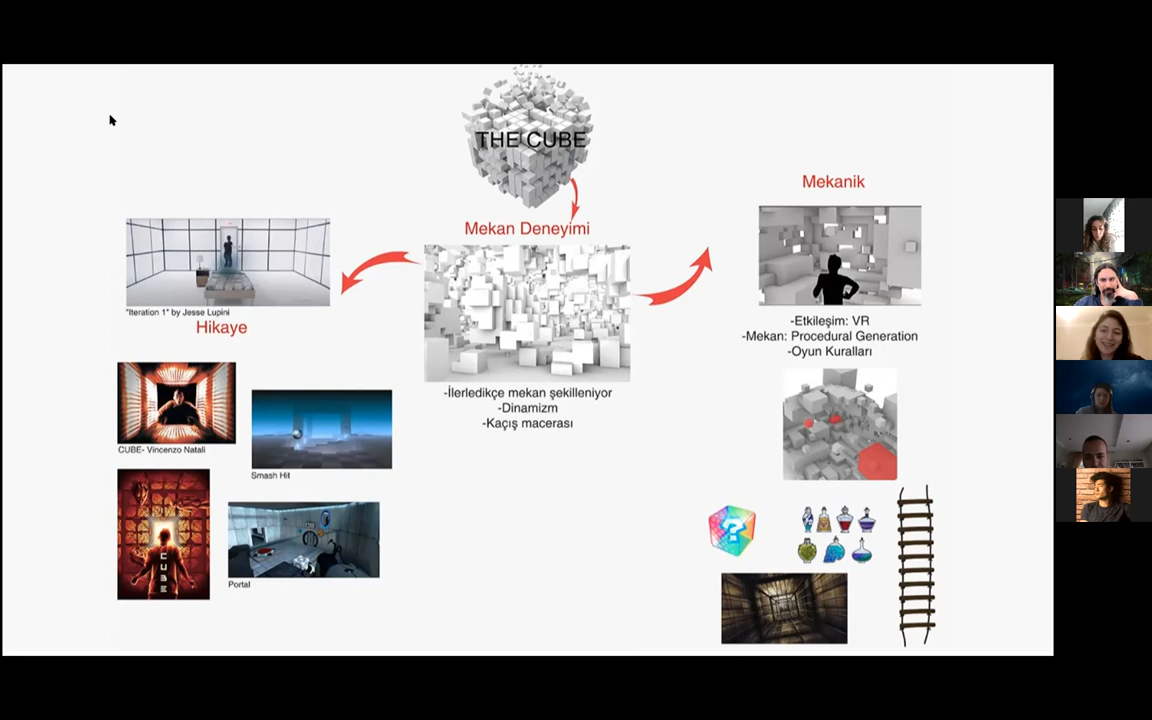 THE CUBE
Mekan Deneyimi
-İlerledikçe mekan şekilleniyor
-Dinamizm
-Kaçış macerası
"Iteration 1" by Jesse Lupini
Hikaye
CUBE- Vincenzo Natali
Smash Hit
CUBE
Portal
Mekanik
-Etkileşim: VR
-Mekan: Procedural Generation
-Oyun Kuralları
?